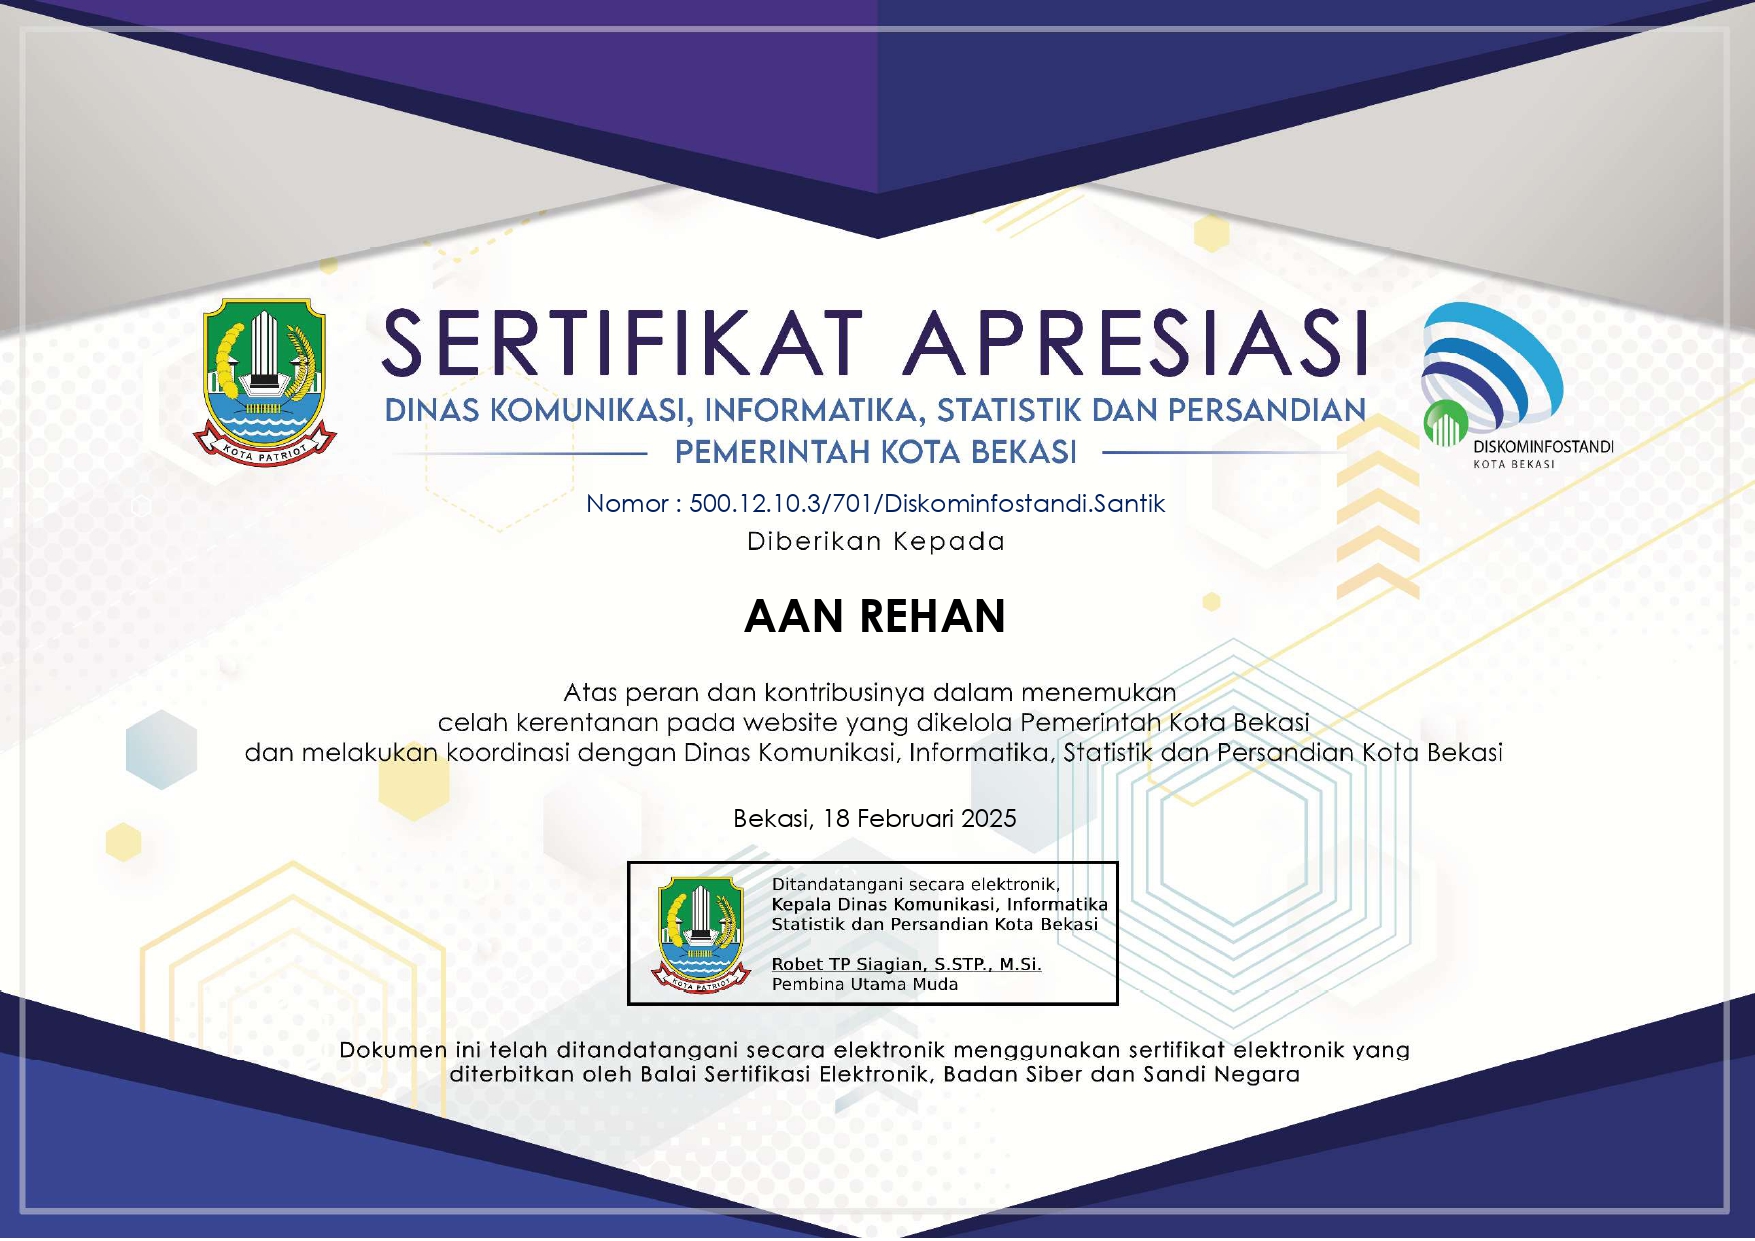 SERTIFIKAT APRESIASI
DINAS KOMUNIKASI, INFORMATIKA, STATISTIK DAN PERSANDIAN
PEMERINTAH KOTA BEKASI
KOTA PATRIOT
DISKOMINFOSTANDI
KOTA BEKASI
Nomor : 500.12.10.3/701/Diskominfostandi.Santik
Diberikan Kepada
AAN REHAN
Atas peran dan kontribusinya dalam menemukan
celah kerentanan pada website yang dikelola Pemerintah Kota Bekasi
dan melakukan koordinasi dengan Dinas Komunikasi, Informatika, Statistik dan Persandian Kota Bekasi
Bekasi, 18 Februari 2025
Ditandatangani secara elektronik,
Kepala Dinas Komunikasi, Informatika
Statistik dan Persandian Kota Bekasi
Robet TP Siagian, S.STP., M.Si.
Pembina Utama Muda
KOTA PATRIOT
Dokumen ini telah ditandatangani secara elektronik menggunakan sertifikat elektronik yang
diterbitkan oleh Balai Sertifikasi Elektronik, Badan Siber dan Sandi Negara